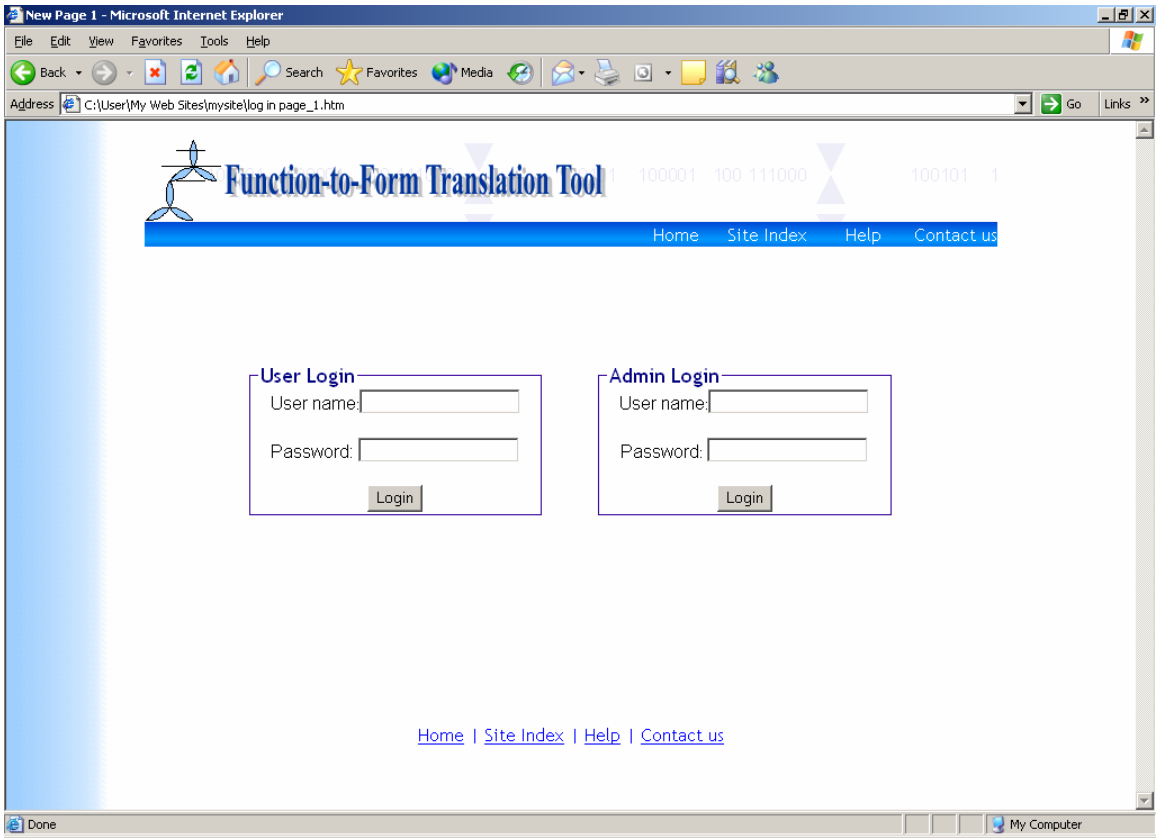 New Page 1 - Microsoft Internet Explorer
File Edit View Favorites Tools Help
Back Search Favorites Media
Address C:\User\My Web Sites\mysite\log in page_1.htm Go Links »
Function-to-Form Translation Tool 1 100001 100 111000 100101 1
Home Site Index Help Contact us
User Login Admin Login
User name: User name:
Password: Password:
Login Login
Home | Site Index | Help | Contact us
Done My Computer